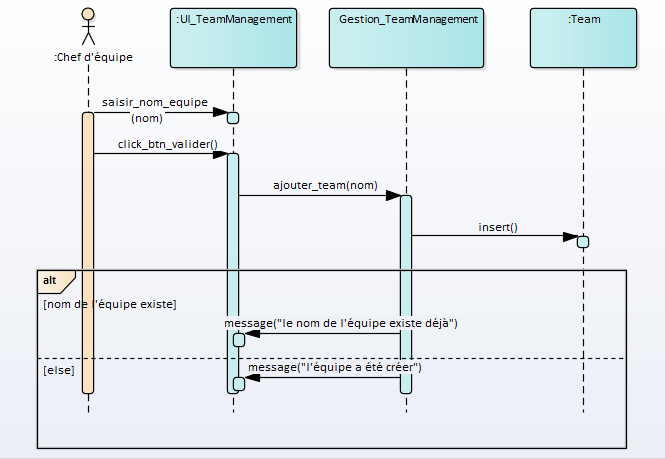 :Chef d'équipe
:UI_TeamManagement
Gestion_TeamManagement
:Team
saisir_nom_equipe
(nom)
click_btn_valider()
ajouter_team(nom)
insert()
alt
[nom de l'équipe existe]
message("le nom de l'équipe existe déjà")
[else]
message("l'équipe a été créer")